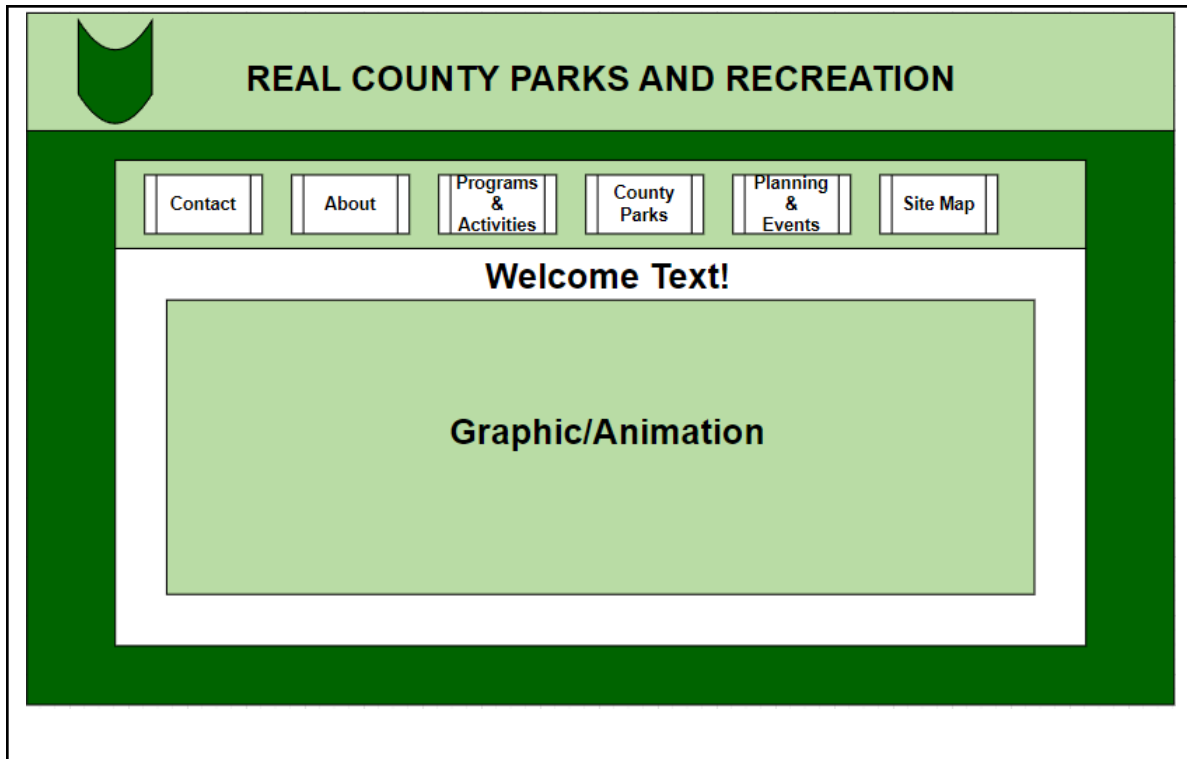 REAL COUNTY PARKS AND RECREATION
Contact
About
Programs
&
Activities
County
Parks
Planning
&
Events
Site Map
Welcome Text!
Graphic/Animation